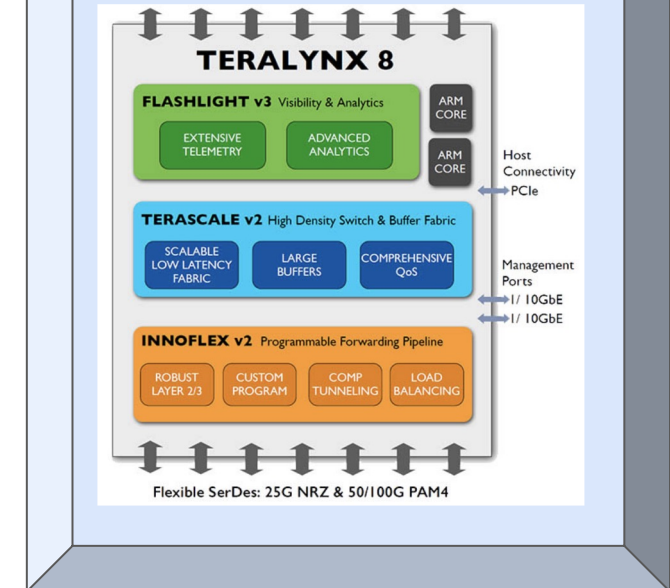 TERALYNX 8
FLASHLIGHT v3 Visibility & Analytics
EXTENSIVE
TELEMETRY
ADVANCED
ANALYTICS
ARM
CORE
ARM
CORE
Host
Connectivity
PCIe
TERASCALE v2 High Density Switch & Buffer Fabric
SCALABLE
LOW LATENCY
FABRIC
LARGE
BUFFERS
COMPREHENSIVE
QoS
Management
Ports
1/ 10GbE
1/ 10GbE
INNOFLEX v2 Programmable Forwarding Pipeline
ROBUST
LAYER 2/3
CUSTOM
PROGRAM
COMP
TUNNELING
LOAD
BALANCING
Flexible SerDes: 25G NRZ & 50/100G PAM4